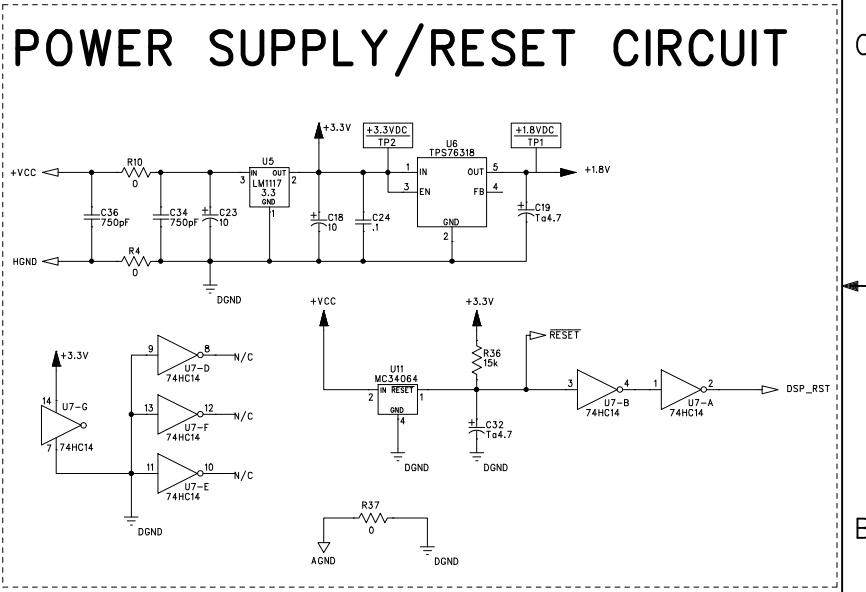 POWER SUPPLY/RESET CIRCUIT
C
+3.3V
+3.3VDC
TP2
+1.8VDC
TP1
U6
TPS76318
+VCC
R10
0
3
U5
IN OUT
LM1117
3.3
GND
2
1
1
IN
3
EN
OUT
5
FB
4
GND
2
+1.8V
C36
750pF
C34
750pF
+
C23
10
+
C18
10
C24
.1
+
C19
Ta4.7
HGND
R4
0
DGND
+VCC
+3.3V
RESET
R36
15k
U11
MC34064
IN RESET
2
1
GND
4
DGND
+
C32
Ta4.7
DGND
3
4
U7-B
74HC14
1
2
U7-A
74HC14
DSP_RST
+3.3V
14
U7-G
74HC14
7
9
8
N/C
U7-D
74HC14
13
12
N/C
U7-F
74HC14
11
10
N/C
U7-E
74HC14
DGND
R37
0
AGND
DGND
B